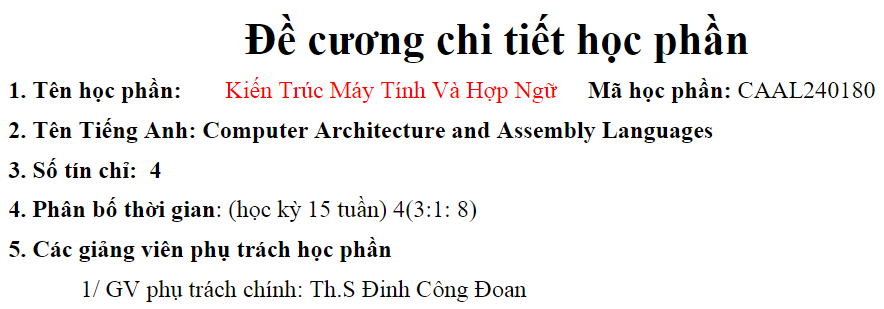 Đề cương chi tiết học phần
1. Tên học phần: Kiến Trúc Máy Tính Và Hợp Ngữ Mã học phần: CAAL240180
2. Tên Tiếng Anh: Computer Architecture and Assembly Languages
3. Số tín chỉ: 4
4. Phân bố thời gian: (học kỳ 15 tuần) 4(3:1: 8)
5. Các giảng viên phụ trách học phần
1/ GV phụ trách chính: Th.S Đinh Công Đoan